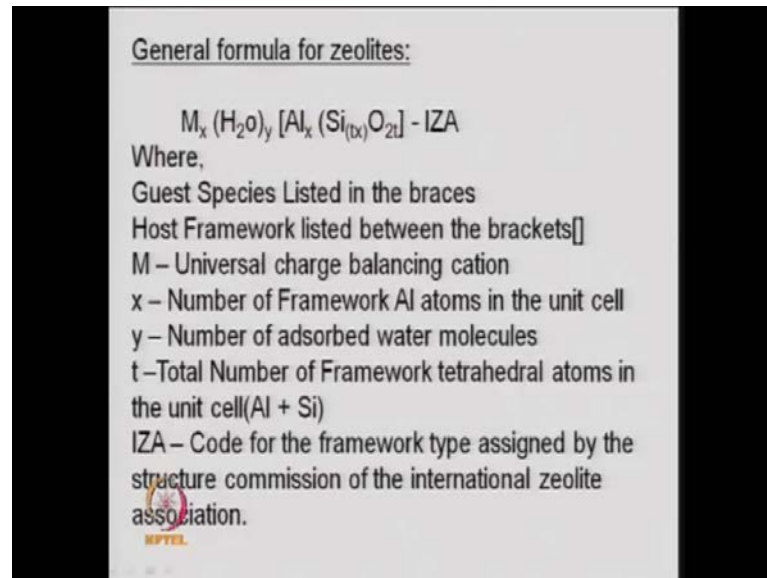 General formula for zeolites:
Mx (H2o)y [Alx (Si(tx)O2t] - IZA
Where,
Guest Species Listed in the braces
Host Framework listed between the brackets[]
M – Universal charge balancing cation
x – Number of Framework Al atoms in the unit cell
y – Number of adsorbed water molecules
t –Total Number of Framework tetrahedral atoms in
the unit cell(Al + Si)
IZA – Code for the framework type assigned by the
structure commission of the international zeolite
association.
NPTEL